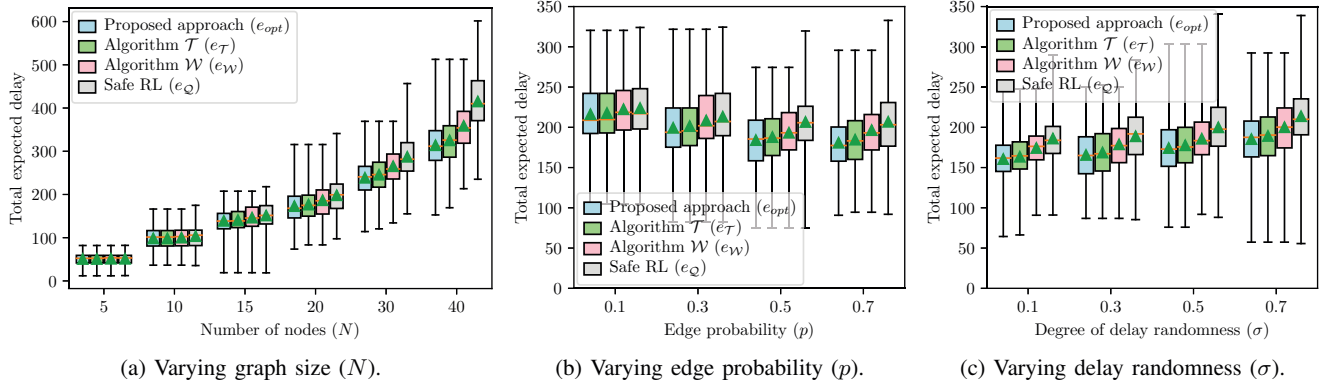 Total expected delay
600
500
400
300
200
100
0
Proposed approach (e_opt)
Algorithm 𝒯 (e_𝒯)
Algorithm 𝒲 (e_𝒲)
Safe RL (e_𝒬)
5 10 15 20 30 40
Number of nodes (N)
(a) Varying graph size (N).
Total expected delay
350
300
250
200
150
100
50
0
Proposed approach (e_opt)
Algorithm 𝒯 (e_𝒯)
Algorithm 𝒲 (e_𝒲)
Safe RL (e_𝒬)
0.1 0.3 0.5 0.7
Edge probability (p)
(b) Varying edge probability (p).
Total expected delay
350
300
250
200
150
100
50
0
Proposed approach (e_opt)
Algorithm 𝒯 (e_𝒯)
Algorithm 𝒲 (e_𝒲)
Safe RL (e_𝒬)
0.1 0.3 0.5 0.7
Degree of delay randomness (σ)
(c) Varying delay randomness (σ).